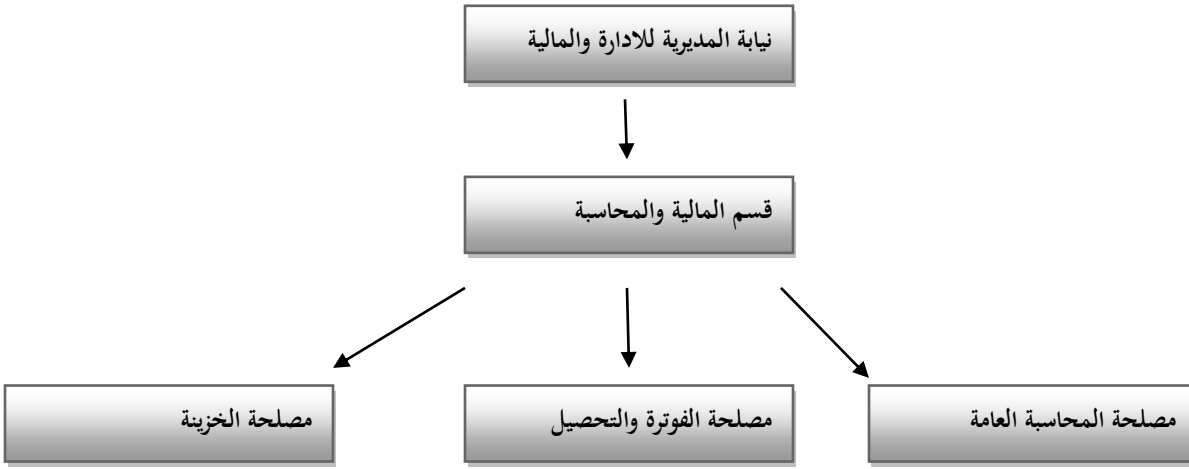 نيابة المديرية للادارة والمالية
قسم المالية والمحاسبة
مصلحة المحاسبة العامة
مصلحة الفوترة والتحصيل
مصلحة الخزينة